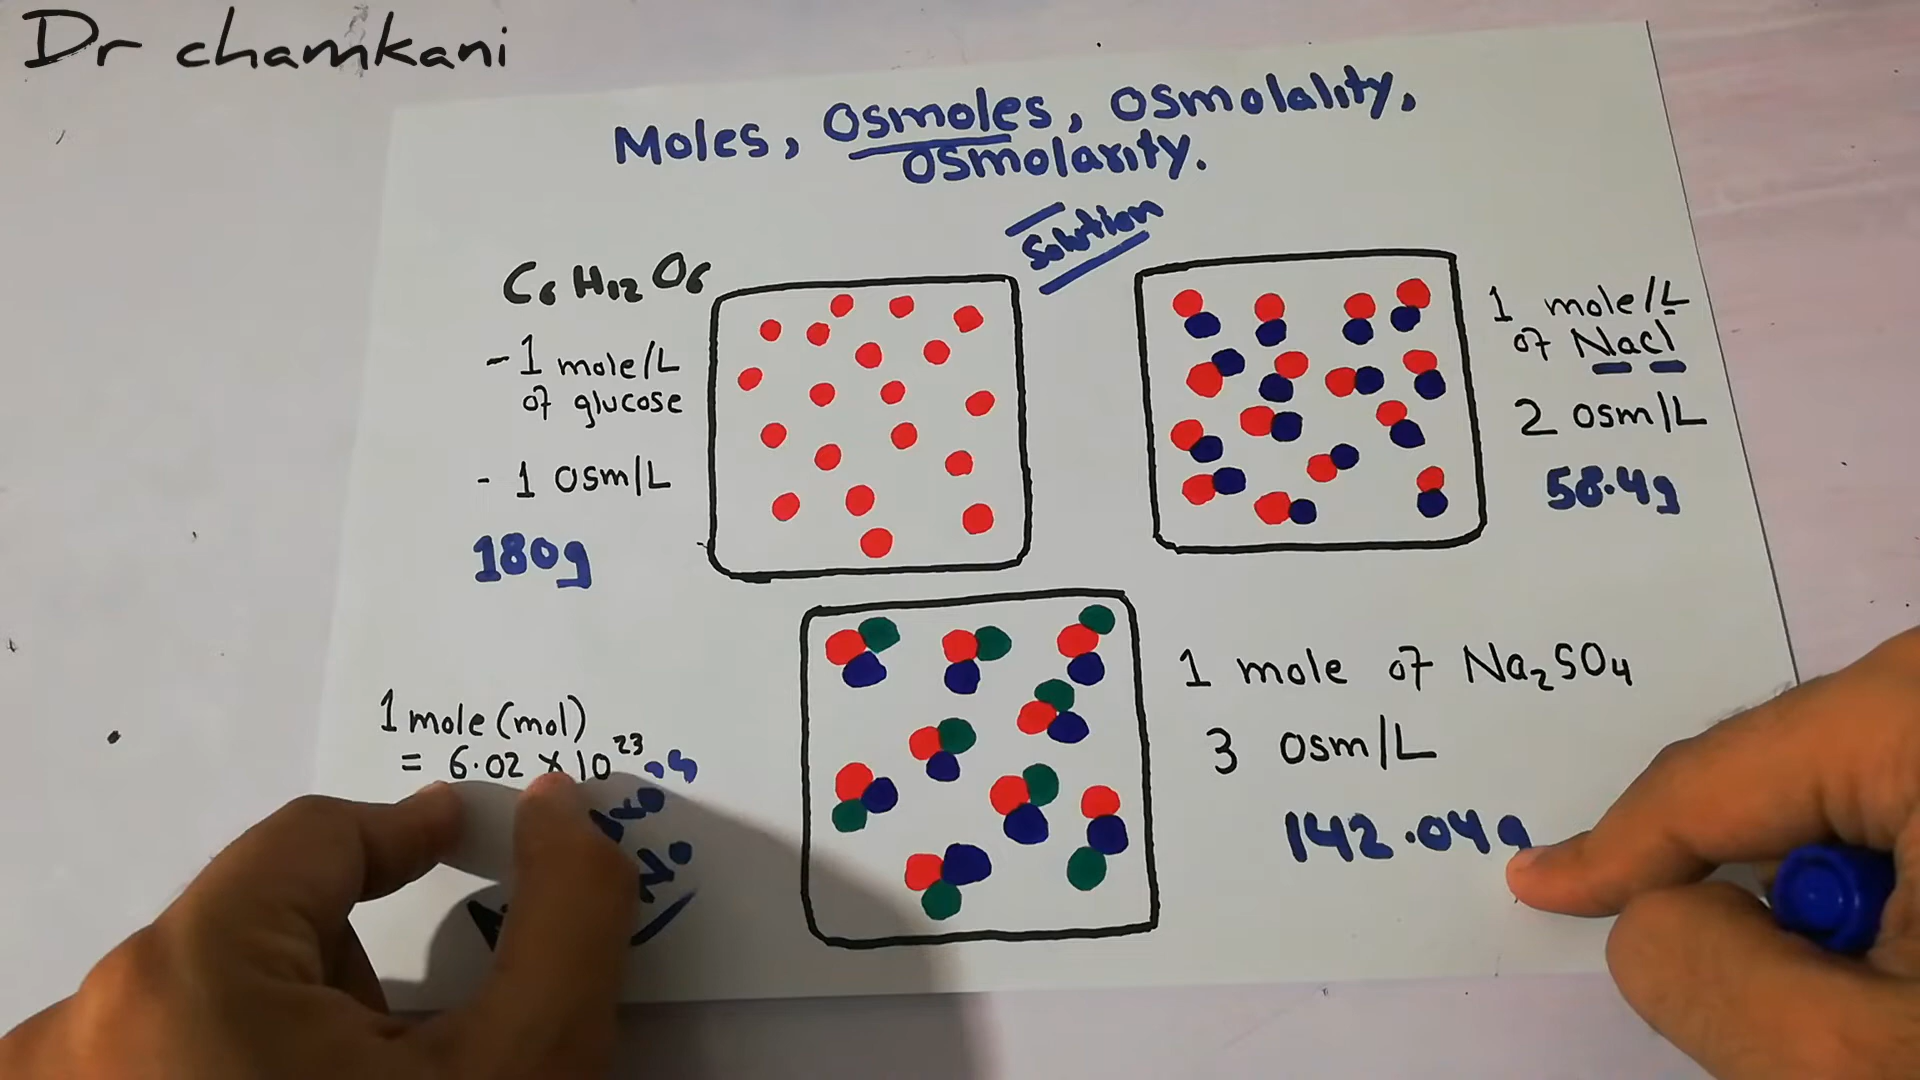 Dr chamkani
Moles, Osmoles, Osmolality,
Osmolarity.
Solution
C6 H12 O6
- 1 mole/L
of glucose
- 1 Osm/L
180g
1 mole/L
of NaCl
2 Osm/L
58.4g
1 mole (mol)
= 6.02 x 10 23
1 mole of Na2SO4
3 Osm/L
142.04g